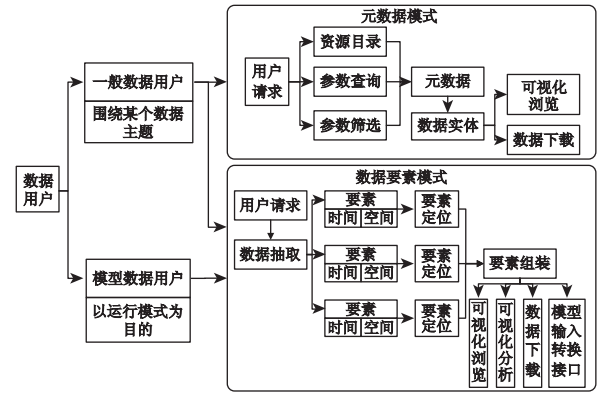 数据
用户
一般数据用户
围绕某个数据
主题
模型数据用户
以运行模式为
目的
元数据模式
用户
请求
资源目录
参数查询
参数筛选
元数据
数据实体
可视化
浏览
数据下载
数据要素模式
用户请求
数据抽取
要素
时间 空间
要素
定位
要素
时间 空间
要素
定位
要素
时间 空间
要素
定位
要素组装
可视化浏览
可视化分析
数据下载
模型
输入
转换
接口